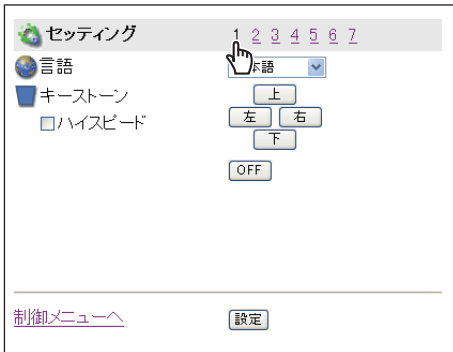 セッティング 1 2 3 4 5 6 7
言語 本語
キーストーン 上
左 右
ハイスピード 下
OFF
制御メニューへ 設定